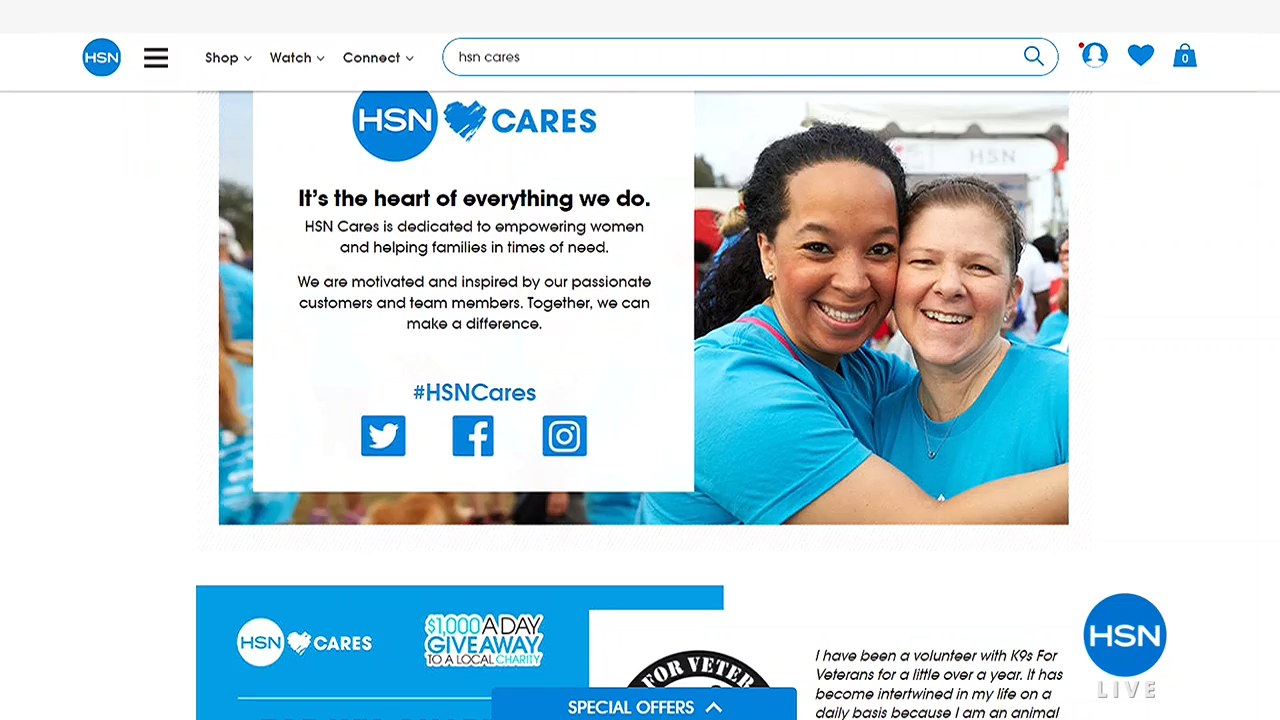 HSN
Shop
Watch
Connect
hsn cares
0
HSN CARES
HSN
It's the heart of everything we do.
HSN Cares is dedicated to empowering women
and helping families in times of need.
We are motivated and inspired by our passionate
customers and team members. Together, we can
make a difference.
#HSNCares
HSN CARES
$1,000 A DAY
GIVEAWAY
TO A LOCAL CHARITY
FOR VETER
I have been a volunteer with K9s For
Veterans for a little over a year. It has
become intertwined in my life on a
daily basis because I am an animal
SPECIAL OFFERS
HSN
LIVE